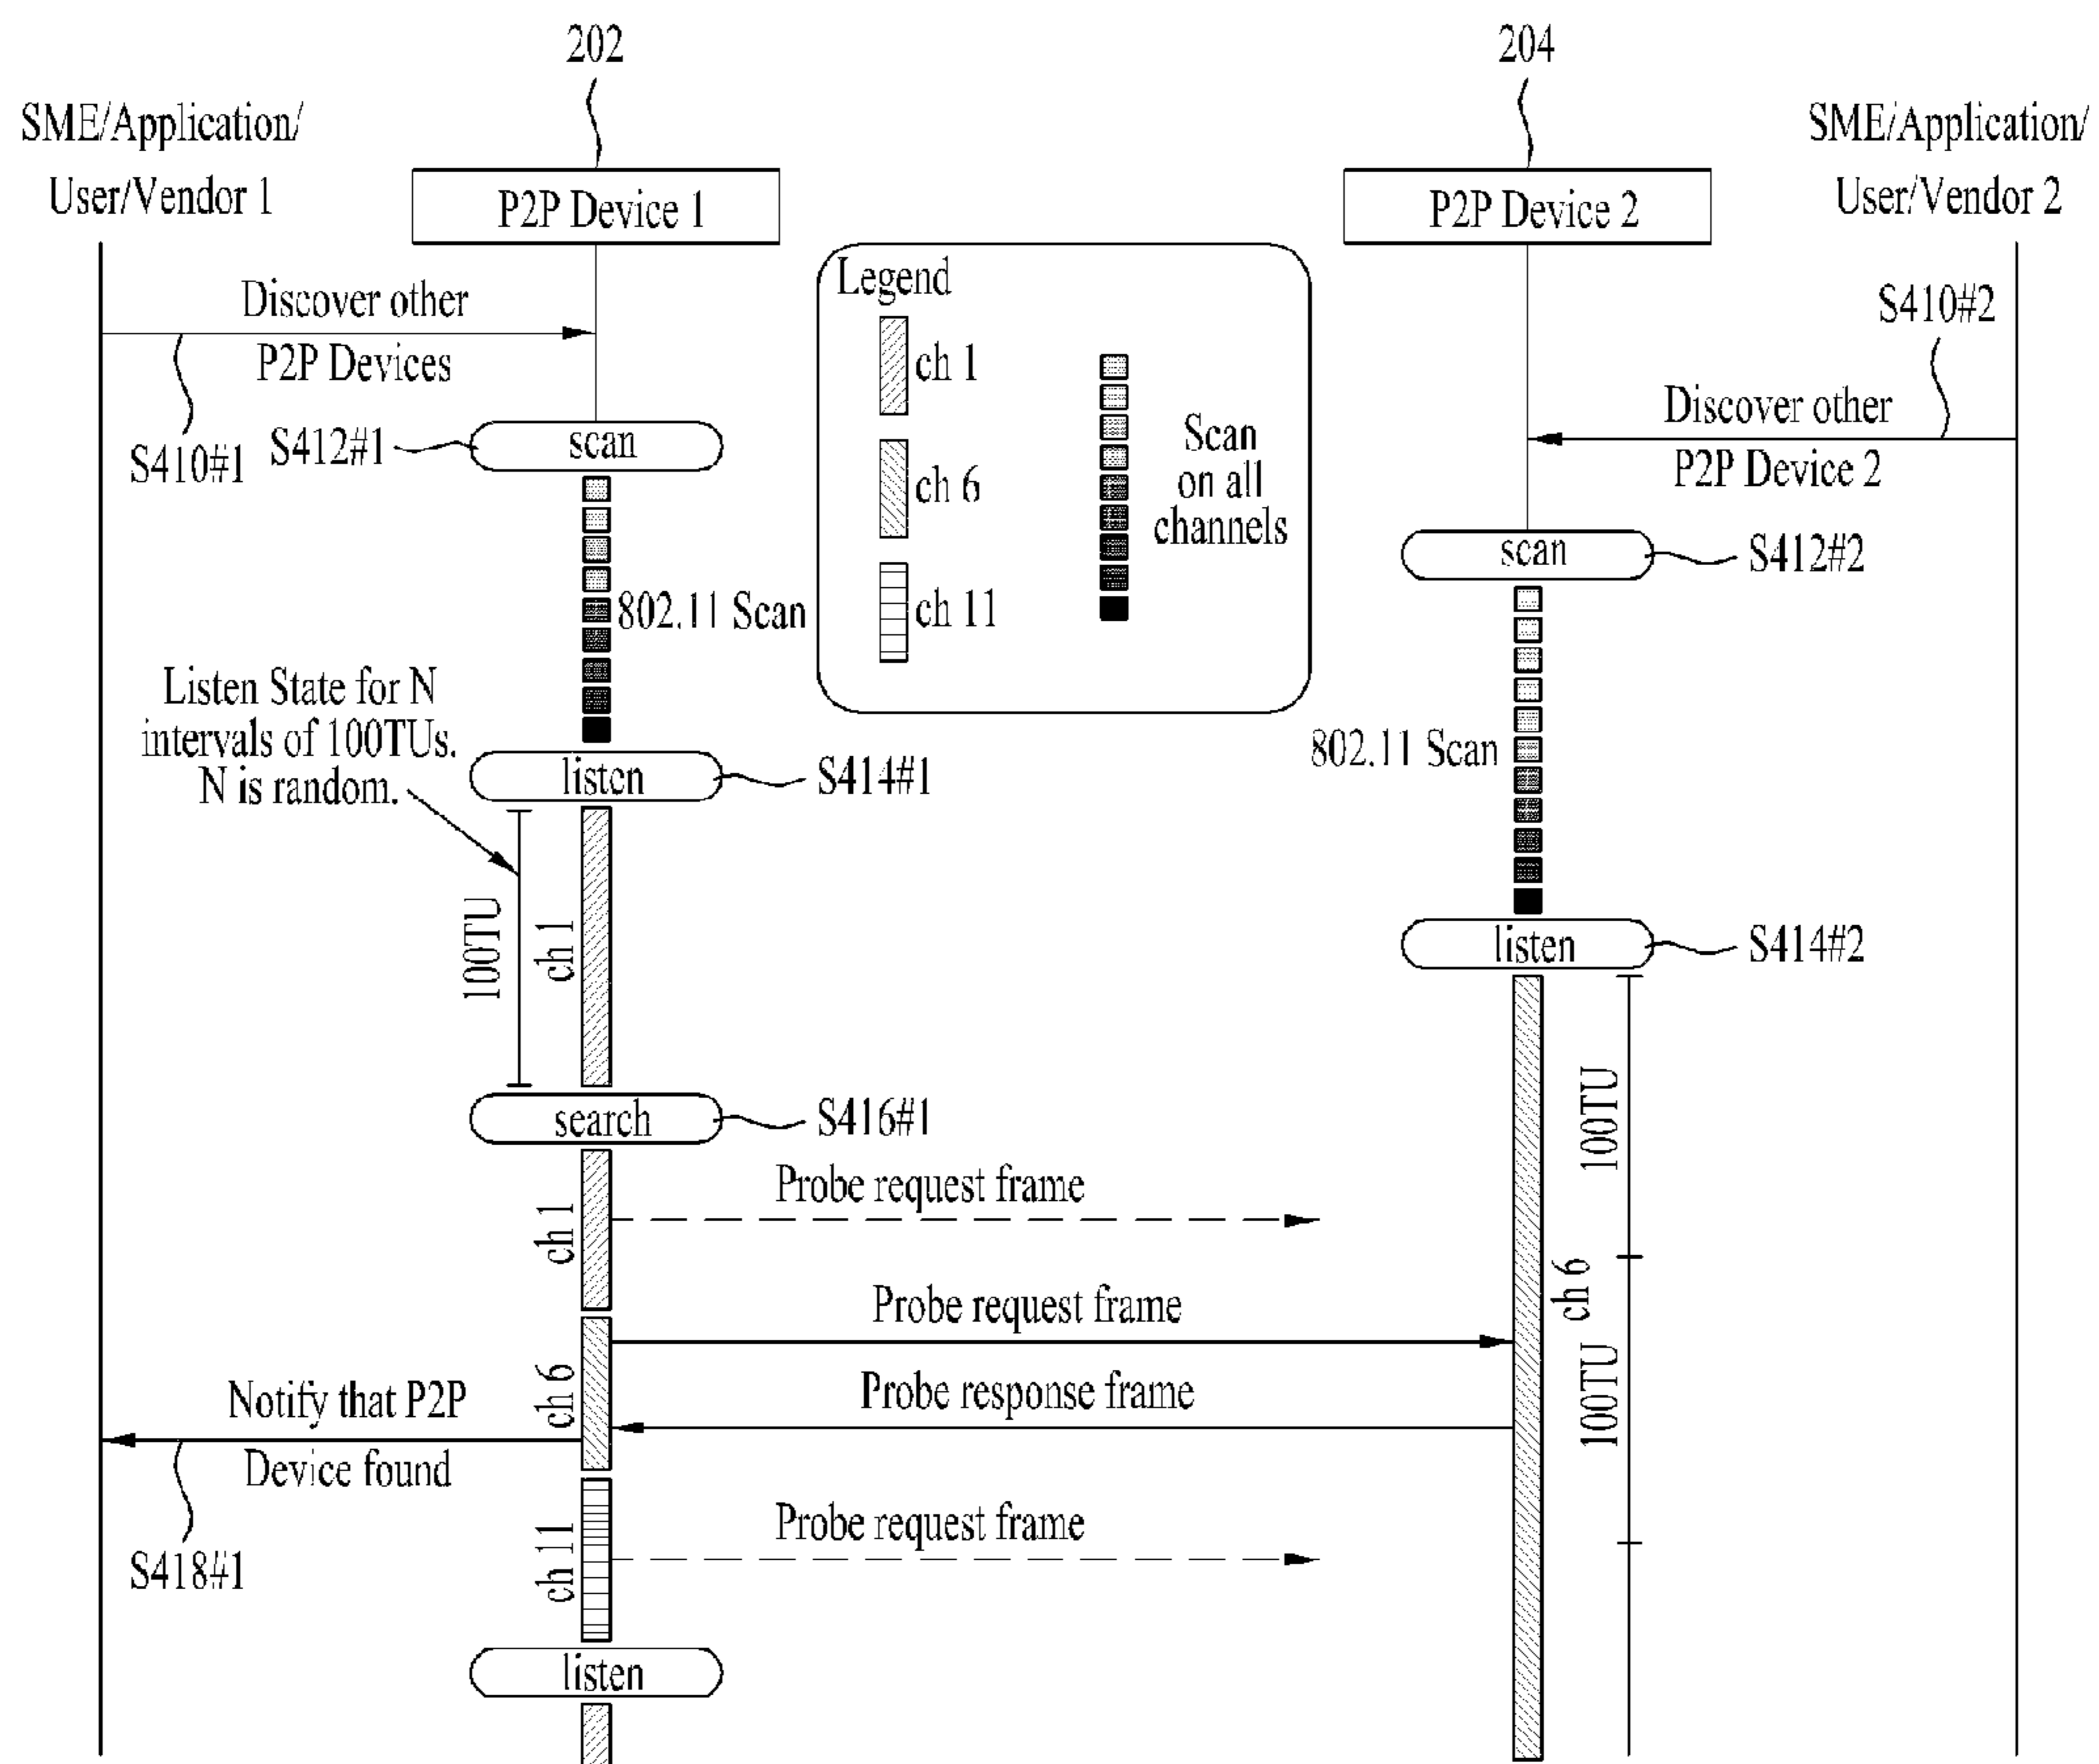 202
204
SME/Application/
User/Vendor 1
SME/Application/
User/Vendor 2
P2P Device 1
P2P Device 2
Legend
ch 1
ch 6
ch 11
Scan
on all
channels
Discover other
P2P Devices
S410#1
S410#2
Discover other
P2P Device 2
S412#1
scan
scan
S412#2
802.11 Scan
802.11 Scan
Listen State for N
intervals of 100TUs.
N is random.
listen
S414#1
listen
S414#2
100TU
ch 1
search
S416#1
100TU
ch 1
Probe request frame
ch 6
Probe request frame
100TU
ch 6
Probe response frame
Notify that P2P
Device found
S418#1
ch 11
Probe request frame
listen